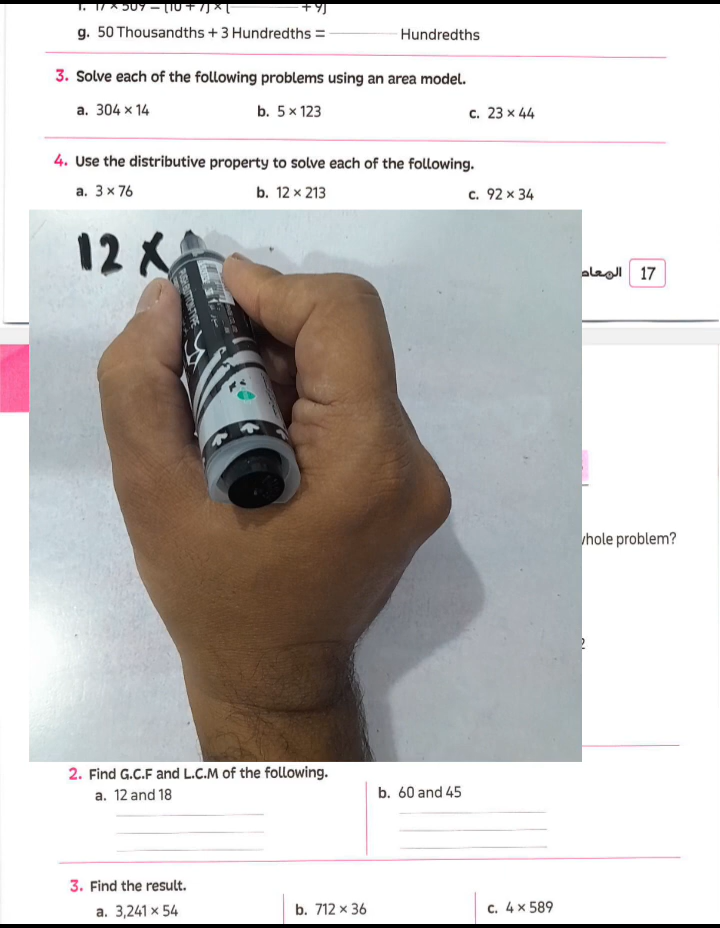 g. 50 Thousandths + 3 Hundredths = Hundredths
3. Solve each of the following problems using an area model.
a. 304 × 14 b. 5 × 123 c. 23 × 44
4. Use the distributive property to solve each of the following.
a. 3 × 76 b. 12 × 213 c. 92 × 34
12 ×
17
whole problem?
2. Find G.C.F and L.C.M of the following.
a. 12 and 18 b. 60 and 45
3. Find the result.
a. 3,241 × 54 b. 712 × 36 c. 4 × 589